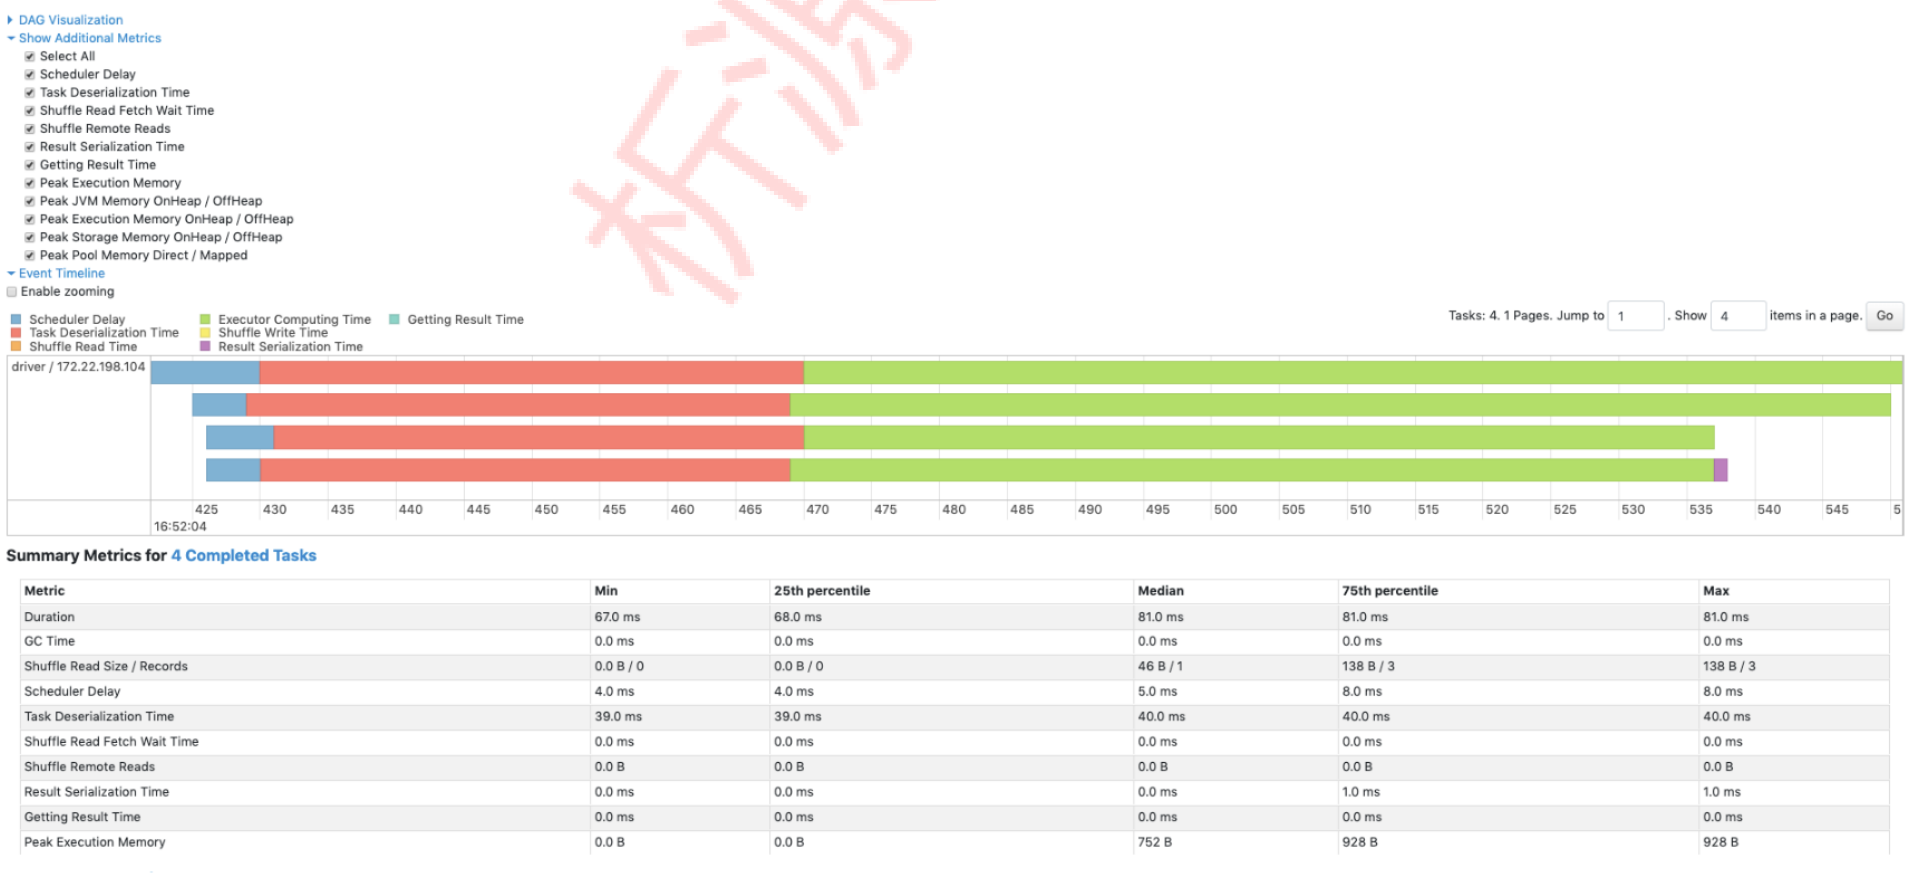 DAG Visualization
Show Additional Metrics
Select All
Scheduler Delay
Task Deserialization Time
Shuffle Read Fetch Wait Time
Shuffle Remote Reads
Result Serialization Time
Getting Result Time
Peak Execution Memory
Peak JVM Memory OnHeap / OffHeap
Peak Execution Memory OnHeap / OffHeap
Peak Storage Memory OnHeap / OffHeap
Peak Pool Memory Direct / Mapped
Event Timeline
Enable zooming
Scheduler Delay Executor Computing Time Getting Result Time
Task Deserialization Time Shuffle Write Time
Shuffle Read Time Result Serialization Time
Tasks: 4. 1 Pages. Jump to 1 . Show 4 items in a page. Go
driver / 172.22.198.104
425 430 435 440 445 450 455 460 465 470 475 480 485 490 495 500 505 510 515 520 525 530 535 540 545 5
16:52:04
Summary Metrics for 4 Completed Tasks
Metric Min 25th percentile Median 75th percentile Max
Duration 67.0 ms 68.0 ms 81.0 ms 81.0 ms 81.0 ms
GC Time 0.0 ms 0.0 ms 0.0 ms 0.0 ms 0.0 ms
Shuffle Read Size / Records 0.0 B / 0 0.0 B / 0 46 B / 1 138 B / 3 138 B / 3
Scheduler Delay 4.0 ms 4.0 ms 5.0 ms 8.0 ms 8.0 ms
Task Deserialization Time 39.0 ms 39.0 ms 40.0 ms 40.0 ms 40.0 ms
Shuffle Read Fetch Wait Time 0.0 ms 0.0 ms 0.0 ms 0.0 ms 0.0 ms
Shuffle Remote Reads 0.0 B 0.0 B 0.0 B 0.0 B 0.0 B
Result Serialization Time 0.0 ms 0.0 ms 0.0 ms 1.0 ms 1.0 ms
Getting Result Time 0.0 ms 0.0 ms 0.0 ms 0.0 ms 0.0 ms
Peak Execution Memory 0.0 B 0.0 B 752 B 928 B 928 B
析源